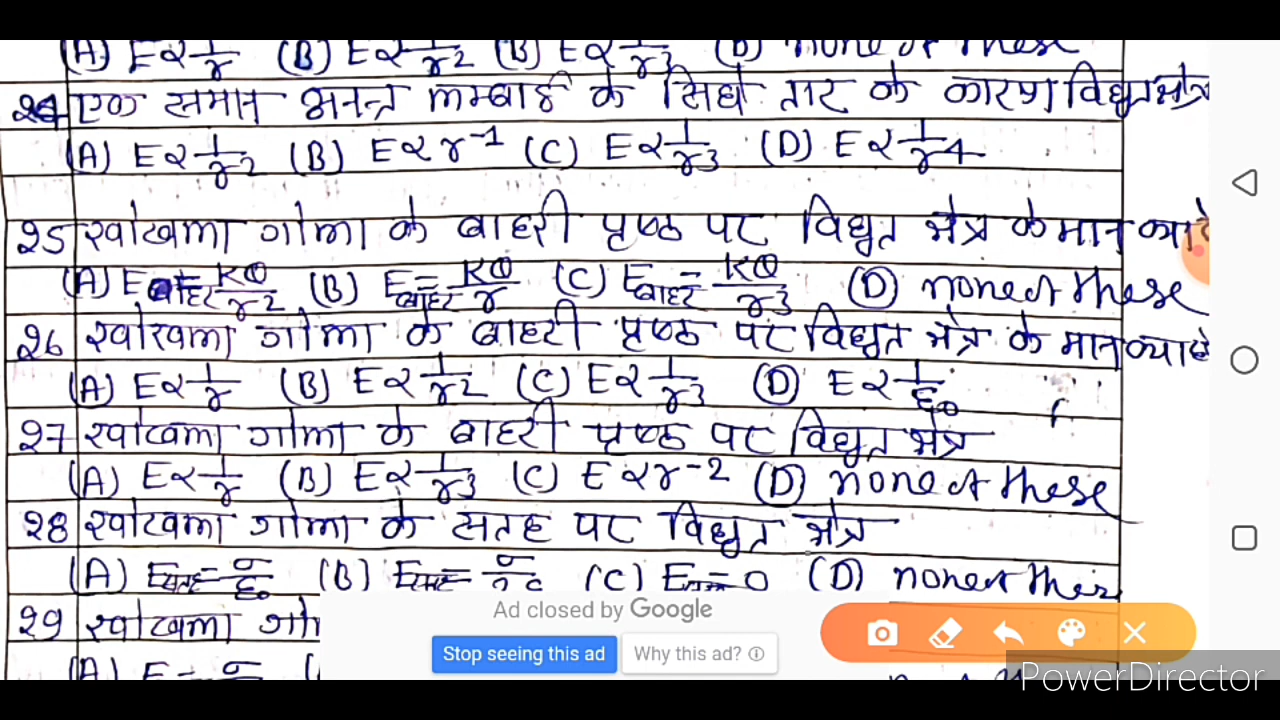 (A) E∝1/r (B) E∝1/r² (B) E∝1/r³ (D) none of these
24 एक समान अनन्त लम्बाई के सिधे तार के कारण विधुत क्षेत्र
(A) E∝1/r² (B) E∝r⁻¹ (C) E∝1/r³ (D) E∝1/r⁴
25 खोखला गोला के बाहरी पृष्ठ पर विधुत क्षेत्र के मान क्या है
(A) E बाहर = KQ/r² (B) E बाहर = KQ/r (C) E बाहर = KQ/r³ (D) none of these
26 खोखला गोला के बाहरी पृष्ठ पर विधुत क्षेत्र के मान क्या है
(A) E∝1/r (B) E∝1/r² (C) E∝1/r³ (D) E∝1/ε₀
27 खोखला गोला के बाहरी पृष्ठ पर विधुत क्षेत्र
(A) E∝1/r (B) E∝1/r³ (C) E∝r⁻² (D) none of these
28 खोखला गोला के सतह पर विधुत क्षेत्र
(A) E सतह = σ/ε₀ (B) E सतह = σ (C) E = 0 (D) none of
29 खोखला
(A) E = σ
Ad closed by Google
Stop seeing this ad
Why this ad?
PowerDirector